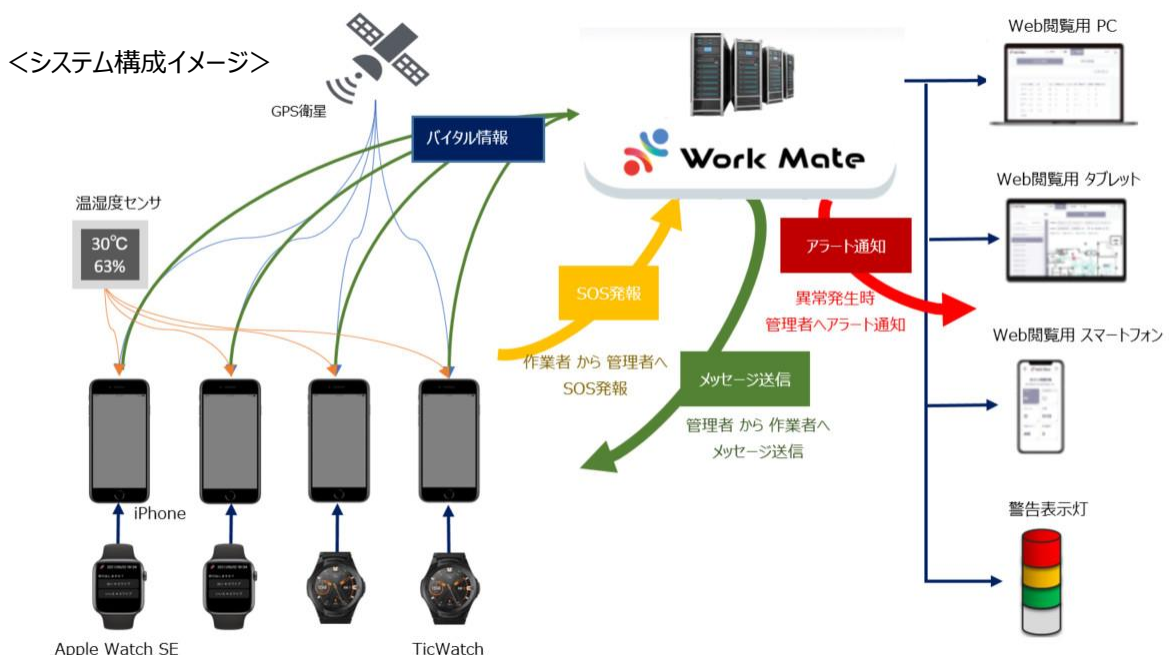 <システム構成イメージ>
GPS衛星
バイタル情報
Work Mate
Web閲覧用 PC
Web閲覧用 タブレット
温湿度センサ
30℃
63%
SOS発報
作業者 から 管理者へ
SOS発報
アラート通知
異常発生時
管理者へアラート通知
メッセージ送信
管理者 から 作業者へ
メッセージ送信
Web閲覧用 スマートフォン
iPhone
警告表示灯
Apple Watch SE
TicWatch